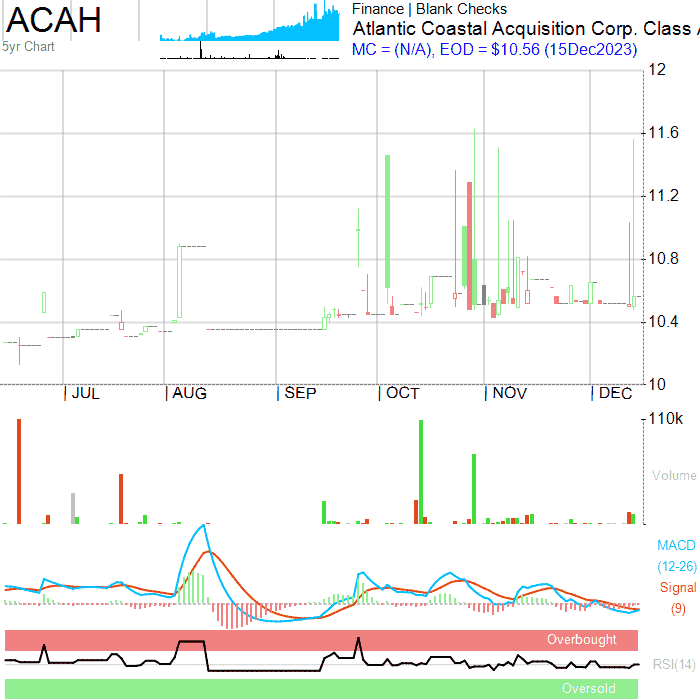 ACAH
5yr Chart
Finance | Blank Checks
Atlantic Coastal Acquisition Corp. Class A
MC = (N/A), EOD = $10.56 (15Dec2023)
12
11.6
11.2
10.8
10.4
10
| JUL | AUG | SEP | OCT | NOV | DEC
110k
Volume
MACD
(12-26)
Signal
(9)
Overbought
RSI(14)
Oversold